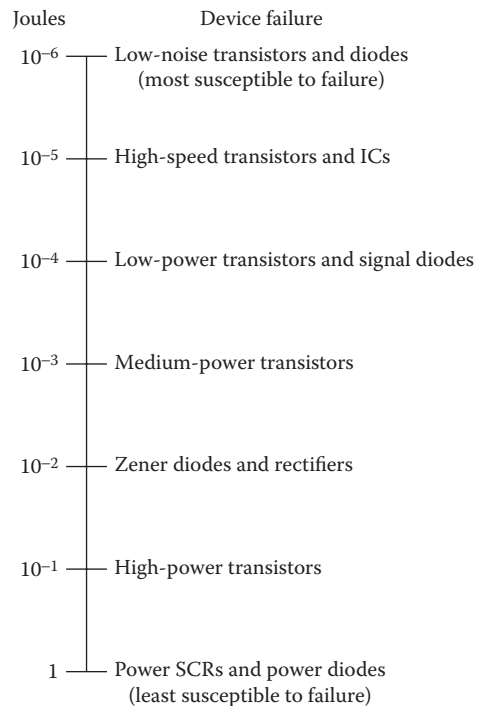 Joules Device failure
10⁻⁶ Low-noise transistors and diodes
(most susceptible to failure)
10⁻⁵ High-speed transistors and ICs
10⁻⁴ Low-power transistors and signal diodes
10⁻³ Medium-power transistors
10⁻² Zener diodes and rectifiers
10⁻¹ High-power transistors
1 Power SCRs and power diodes
(least susceptible to failure)